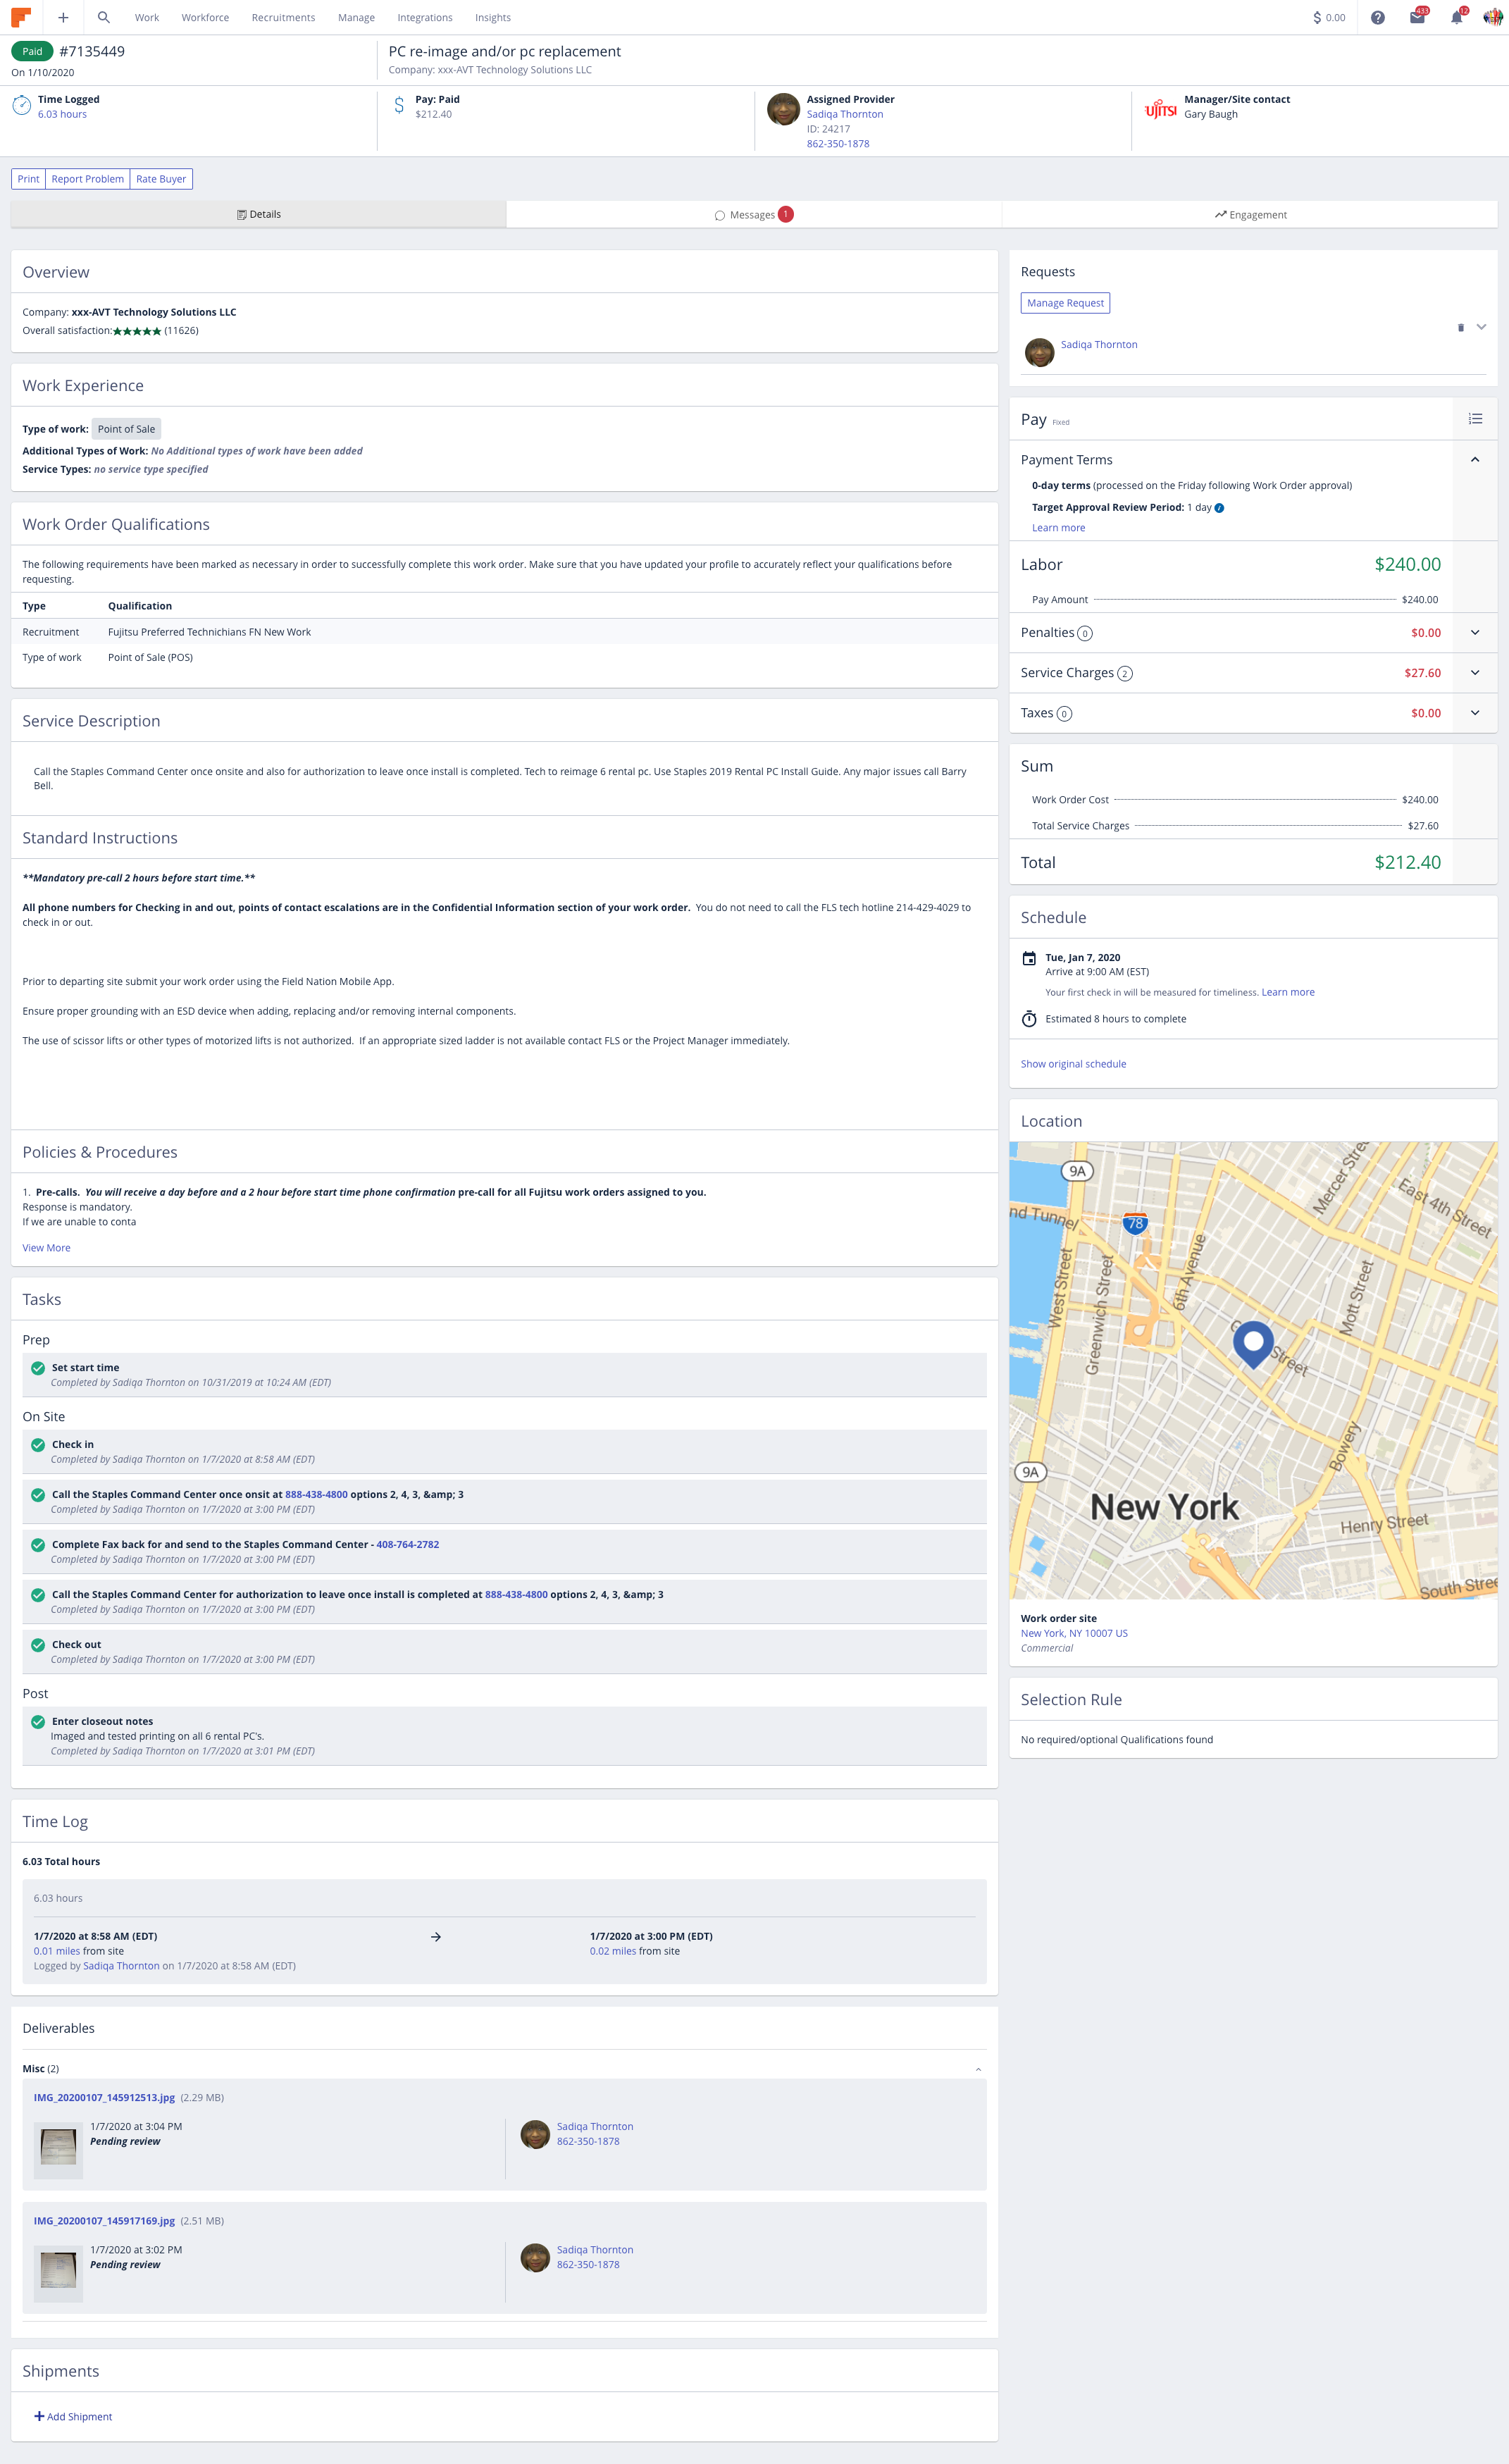 Work Workforce Recruitments Manage Integrations Insights
$ 0.00 433 12
Paid #7135449
On 1/10/2020
PC re-image and/or pc replacement
Company: xxx-AVT Technology Solutions LLC
Time Logged
6.03 hours
Pay: Paid
$212.40
Assigned Provider
Sadiqa Thornton
ID: 24217
862-350-1878
UJITSI
Manager/Site contact
Gary Baugh
Print Report Problem Rate Buyer
Details Messages 1 Engagement
Overview
Company: xxx-AVT Technology Solutions LLC
Overall satisfaction:★★★★★ (11626)
Work Experience
Type of work: Point of Sale
Additional Types of Work: No Additional types of work have been added
Service Types: no service type specified
Work Order Qualifications
The following requirements have been marked as necessary in order to successfully complete this work order. Make sure that you have updated your profile to accurately reflect your qualifications before
requesting.
Type Qualification
Recruitment Fujitsu Preferred Technichians FN New Work
Type of work Point of Sale (POS)
Service Description
Call the Staples Command Center once onsite and also for authorization to leave once install is completed. Tech to reimage 6 rental pc. Use Staples 2019 Rental PC Install Guide. Any major issues call Barry
Bell.
Standard Instructions
**Mandatory pre-call 2 hours before start time.**
All phone numbers for Checking in and out, points of contact escalations are in the Confidential Information section of your work order. You do not need to call the FLS tech hotline 214-429-4029 to
check in or out.
Prior to departing site submit your work order using the Field Nation Mobile App.
Ensure proper grounding with an ESD device when adding, replacing and/or removing internal components.
The use of scissor lifts or other types of motorized lifts is not authorized. If an appropriate sized ladder is not available contact FLS or the Project Manager immediately.
Policies & Procedures
1. Pre-calls. You will receive a day before and a 2 hour before start time phone confirmation pre-call for all Fujitsu work orders assigned to you.
Response is mandatory.
If we are unable to conta
View More
Tasks
Prep
Set start time
Completed by Sadiqa Thornton on 10/31/2019 at 10:24 AM (EDT)
On Site
Check in
Completed by Sadiqa Thornton on 1/7/2020 at 8:58 AM (EDT)
Call the Staples Command Center once onsit at 888-438-4800 options 2, 4, 3, &amp; 3
Completed by Sadiqa Thornton on 1/7/2020 at 3:00 PM (EDT)
Complete Fax back for and send to the Staples Command Center - 408-764-2782
Completed by Sadiqa Thornton on 1/7/2020 at 3:00 PM (EDT)
Call the Staples Command Center for authorization to leave once install is completed at 888-438-4800 options 2, 4, 3, &amp; 3
Completed by Sadiqa Thornton on 1/7/2020 at 3:00 PM (EDT)
Check out
Completed by Sadiqa Thornton on 1/7/2020 at 3:00 PM (EDT)
Post
Enter closeout notes
Imaged and tested printing on all 6 rental PC's.
Completed by Sadiqa Thornton on 1/7/2020 at 3:01 PM (EDT)
Time Log
6.03 Total hours
6.03 hours
1/7/2020 at 8:58 AM (EDT) 1/7/2020 at 3:00 PM (EDT)
0.01 miles from site 0.02 miles from site
Logged by Sadiqa Thornton on 1/7/2020 at 8:58 AM (EDT)
Deliverables
Misc (2)
IMG_20200107_145912513.jpg (2.29 MB)
1/7/2020 at 3:04 PM
Pending review
Sadiqa Thornton
862-350-1878
IMG_20200107_145917169.jpg (2.51 MB)
1/7/2020 at 3:02 PM
Pending review
Sadiqa Thornton
862-350-1878
Shipments
Add Shipment
Requests
Manage Request
Sadiqa Thornton
Pay Fixed
Payment Terms
0-day terms (processed on the Friday following Work Order approval)
Target Approval Review Period: 1 day
Learn more
Labor $240.00
Pay Amount $240.00
Penalties 0 $0.00
Service Charges 2 $27.60
Taxes 0 $0.00
Sum
Work Order Cost $240.00
Total Service Charges $27.60
Total $212.40
Schedule
Tue, Jan 7, 2020
Arrive at 9:00 AM (EST)
Your first check in will be measured for timeliness. Learn more
Estimated 8 hours to complete
Show original schedule
Location
9A
Mercer Stree
East 4th Street
nd Tunnel
78
West Street
Greenwich Street
6th Avenue
Mott Street
Street
Bowery
9A
New York
Henry Street
South Stree
Work order site
New York, NY 10007 US
Commercial
Selection Rule
No required/optional Qualifications found